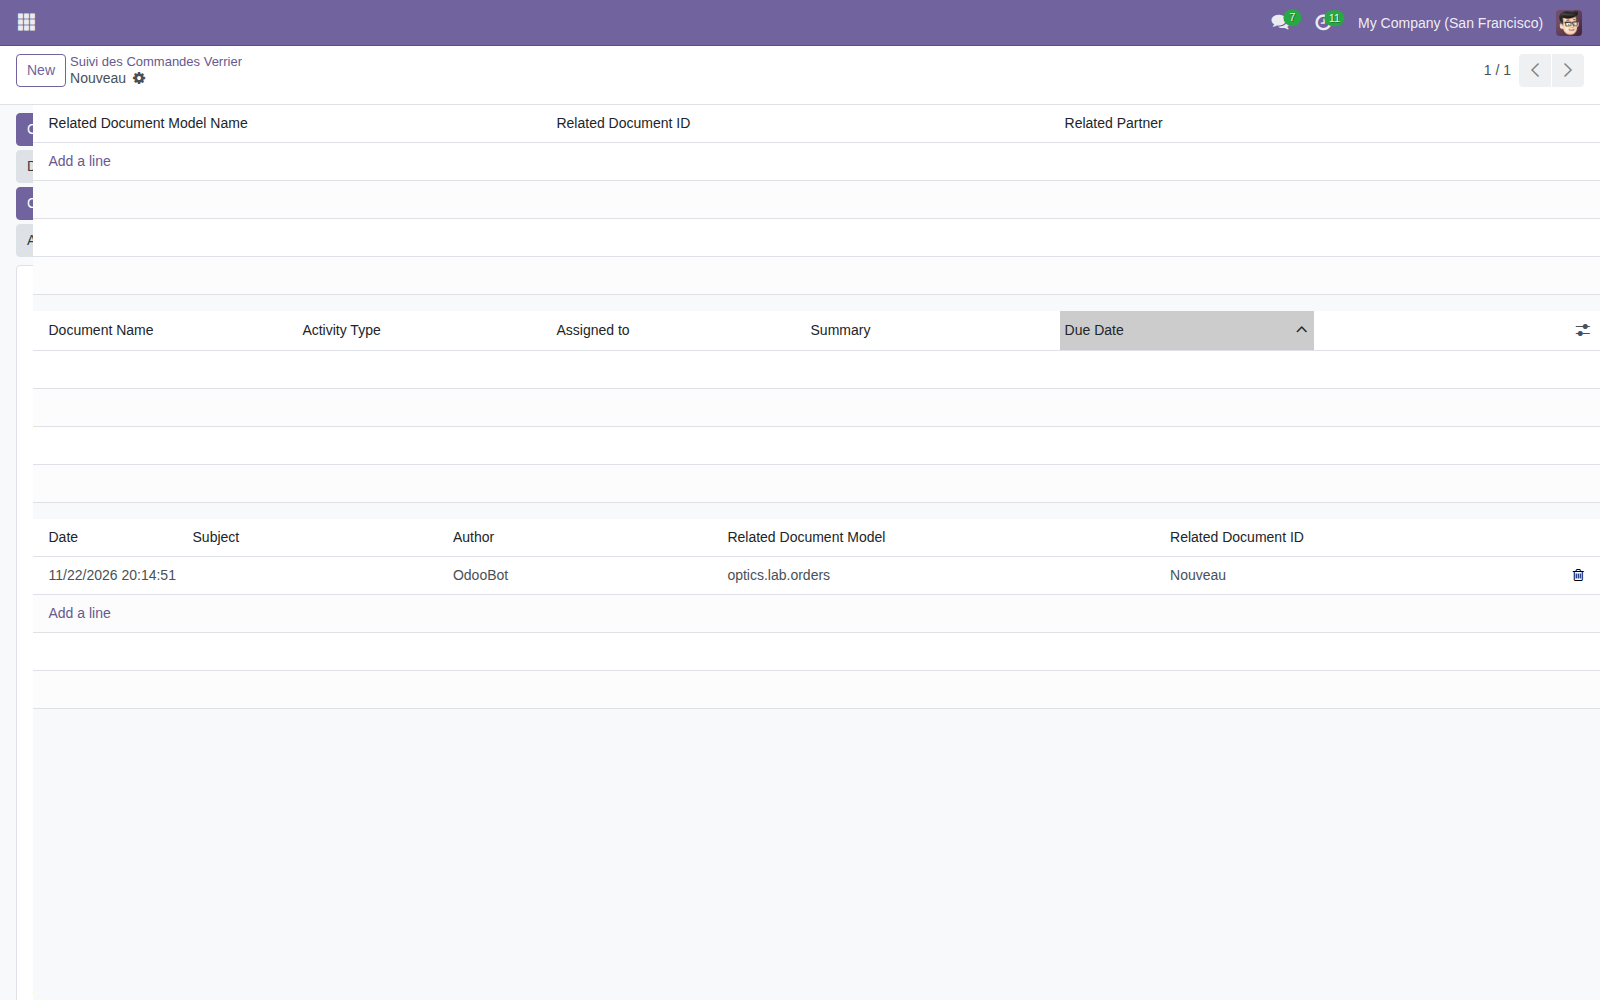 7 11 My Company (San Francisco)
New Suivi des Commandes Verrier
Nouveau
1 / 1
Related Document Model Name Related Document ID Related Partner
Add a line
Document Name Activity Type Assigned to Summary Due Date
Date Subject Author Related Document Model Related Document ID
11/22/2026 20:14:51 OdooBot optics.lab.orders Nouveau
Add a line